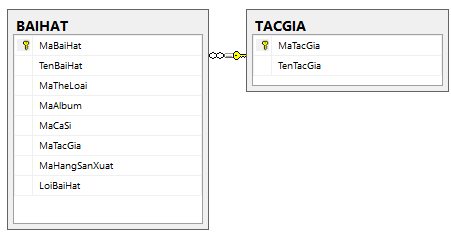 BAIHAT
MaBaiHat
TenBaiHat
MaTheLoai
MaAlbum
MaCaSi
MaTacGia
MaHangSanXuat
LoiBaiHat
TACGIA
MaTacGia
TenTacGia